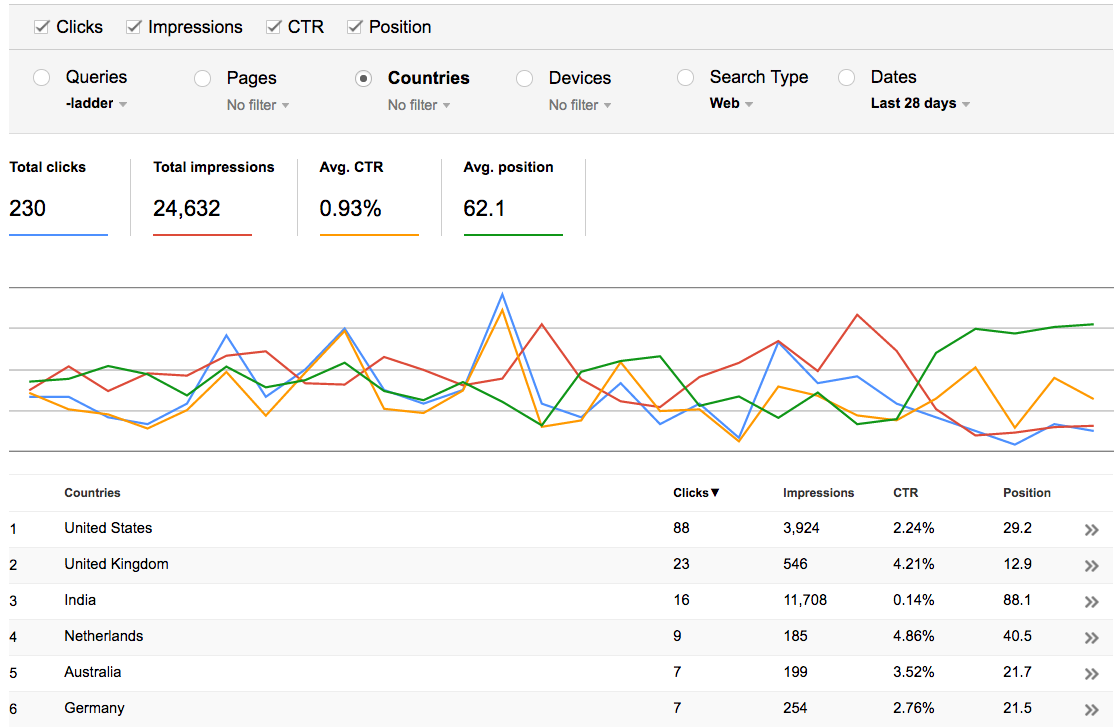 Clicks Impressions CTR Position
Queries Pages Countries Devices Search Type Dates
-ladder No filter No filter No filter Web Last 28 days
Total clicks Total impressions Avg. CTR Avg. position
230 24,632 0.93% 62.1
Countries Clicks▼ Impressions CTR Position
1 United States 88 3,924 2.24% 29.2 »
2 United Kingdom 23 546 4.21% 12.9 »
3 India 16 11,708 0.14% 88.1 »
4 Netherlands 9 185 4.86% 40.5 »
5 Australia 7 199 3.52% 21.7 »
6 Germany 7 254 2.76% 21.5 »